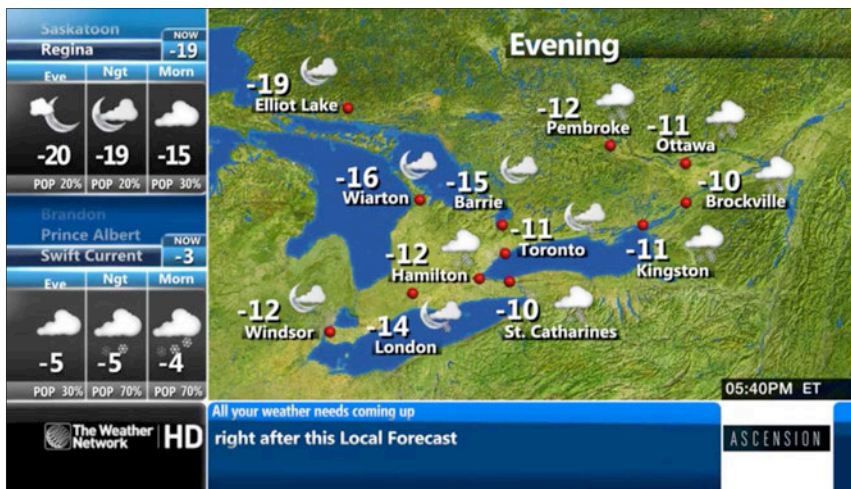 Saskatoon
Regina
NOW
-19
Eve Ngt Morn
-20 -19 -15
POP 20% POP 20% POP 30%
Brandon
Prince Albert
Swift Current
NOW
-3
Eve Ngt Morn
-5 -5 -4
POP 30% POP 70% POP 70%
Evening
-19
Elliot Lake
-12
Pembroke
-11
Ottawa
-16
Wiarton
-15
Barrie
-10
Brockville
-11
Toronto
-12
Hamilton
-11
Kingston
-12
Windsor
-14
London
-10
St. Catharines
05:40PM ET
The Weather
Network
HD
All your weather needs coming up
right after this Local Forecast
ASCENSION